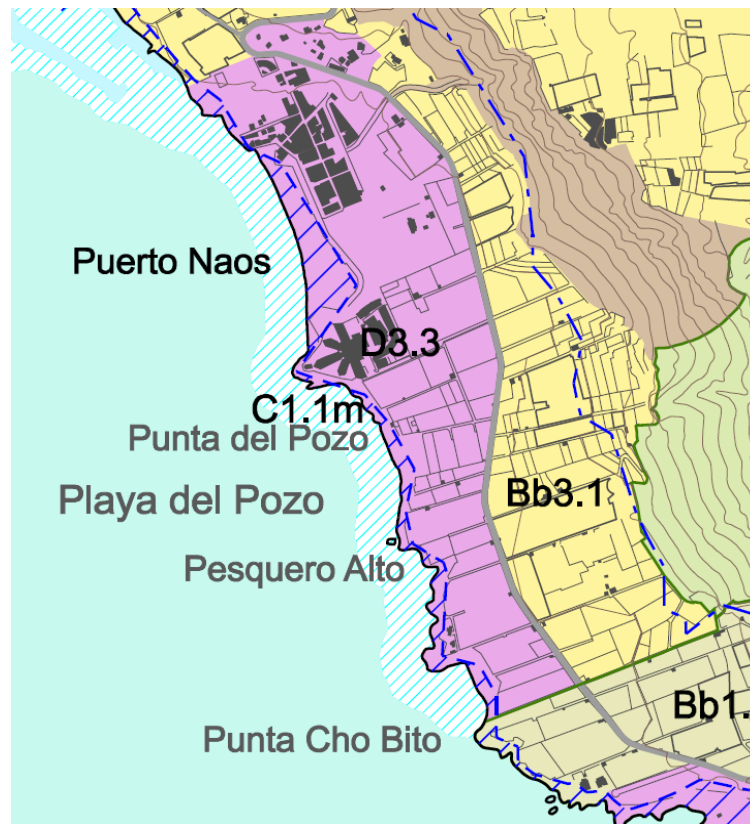 Puerto Naos
D3.3
C1.1m
Punta del Pozo
Playa del Pozo
Bb3.1
Pesquero Alto
Bb1.
Punta Cho Bito